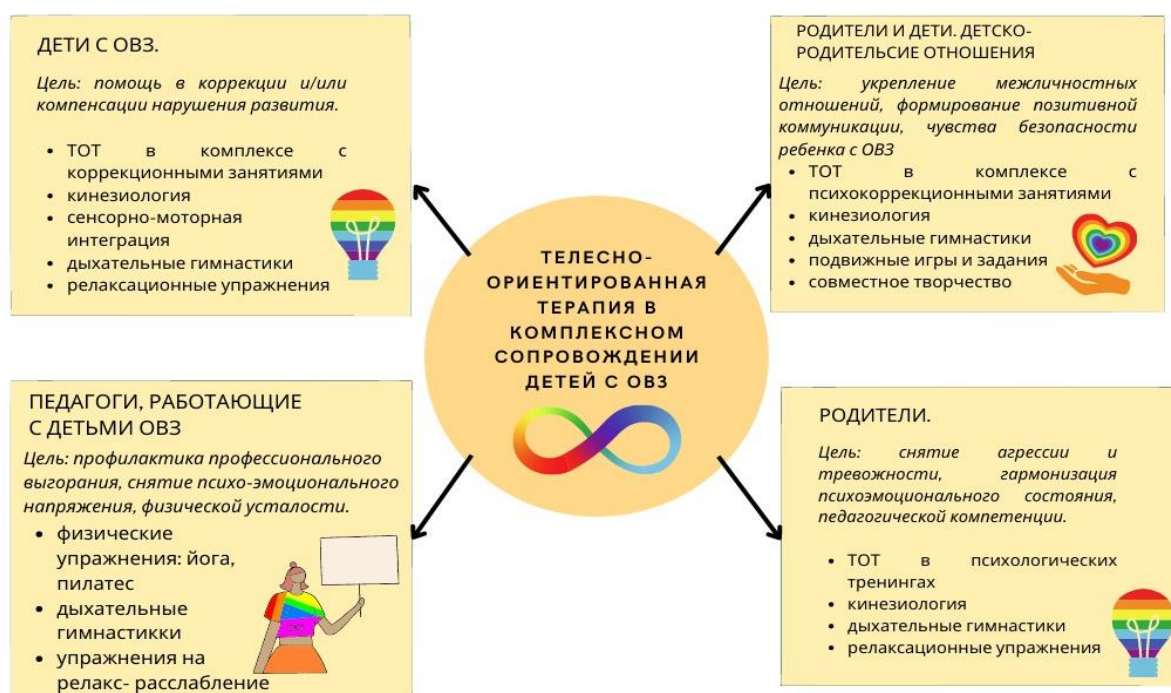 ДЕТИ С ОВЗ.
Цель: помощь в коррекции и/или
компенсации нарушения развития.
• ТОТ в комплексе с
коррекционными занятиями
• кинезиология
• сенсорно-моторная
интеграция
• дыхательные гимнастики
• релаксационные упражнения
РОДИТЕЛИ И ДЕТИ. ДЕТСКО-
РОДИТЕЛЬСИЕ ОТНОШЕНИЯ
Цель: укрепление межличностных
отношений, формирование позитивной
коммуникации, чувства безопасности
ребенка с ОВЗ
• ТОТ в комплексе с
психокоррекционными занятиями
• кинезиология
• дыхательные гимнастики
• подвижные игры и задания
• совместное творчество
ТЕЛЕСНО-
ОРИЕНТИРОВАННАЯ
ТЕРАПИЯ В
КОМПЛЕКСНОМ
СОПРОВОЖДЕНИИ
ДЕТЕЙ С ОВЗ
ПЕДАГОГИ, РАБОТАЮЩИЕ
С ДЕТЬМИ ОВЗ
Цель: профилактика профессионального
выгорания, снятие психо-эмоционального
напряжения, физической усталости.
• физические
упражнения: йога,
пилатес
• дыхательные
гимнастикки
• упражнения на
релакс- расслабление
РОДИТЕЛИ.
Цель: снятие агрессии и
тревожности, гармонизация
психоэмоционального состояния,
педагогической компетенции.
• ТОТ в психологических
тренингах
• кинезиология
• дыхательные гимнастики
• релаксационные упражнения